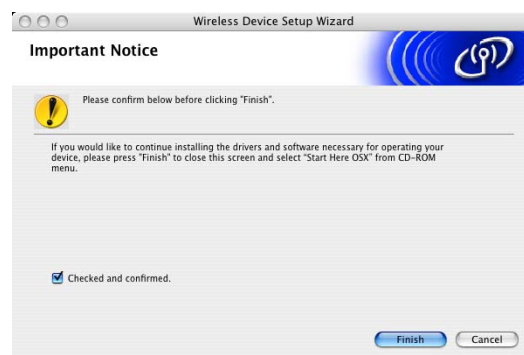 Wireless Device Setup Wizard
Important Notice
Please confirm below before clicking "Finish".
If you would like to continue installing the drivers and software necessary for operating your
device, please press "Finish" to close this screen and select "Start Here OSX" from CD-ROM
menu.
Checked and confirmed.
Finish
Cancel